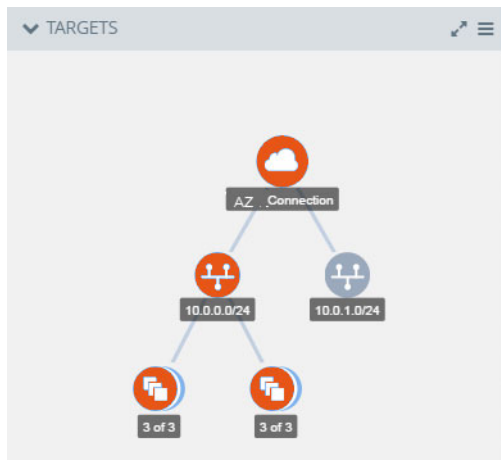 TARGETS
AZ . . Connection
10.0.0.0/24
10.0.1.0/24
3 of 3
3 of 3